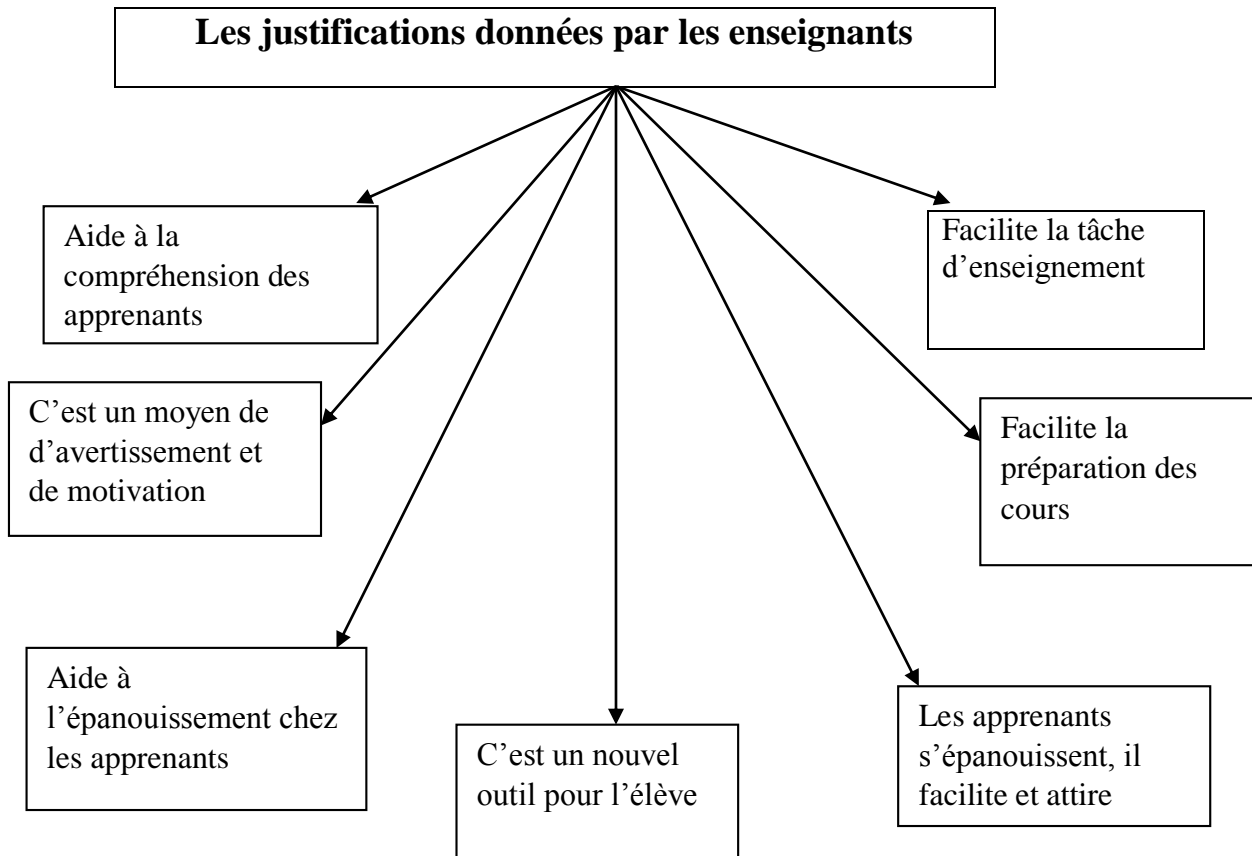 Les justifications données par les enseignants
Aide à la
compréhension des
apprenants
Facilite la tâche
d’enseignement
C’est un moyen de
d’avertissement et
de motivation
Facilite la
préparation des
cours
Aide à
l’épanouissement chez
les apprenants
C’est un nouvel
outil pour l’élève
Les apprenants
s’épanouissent, il
facilite et attire